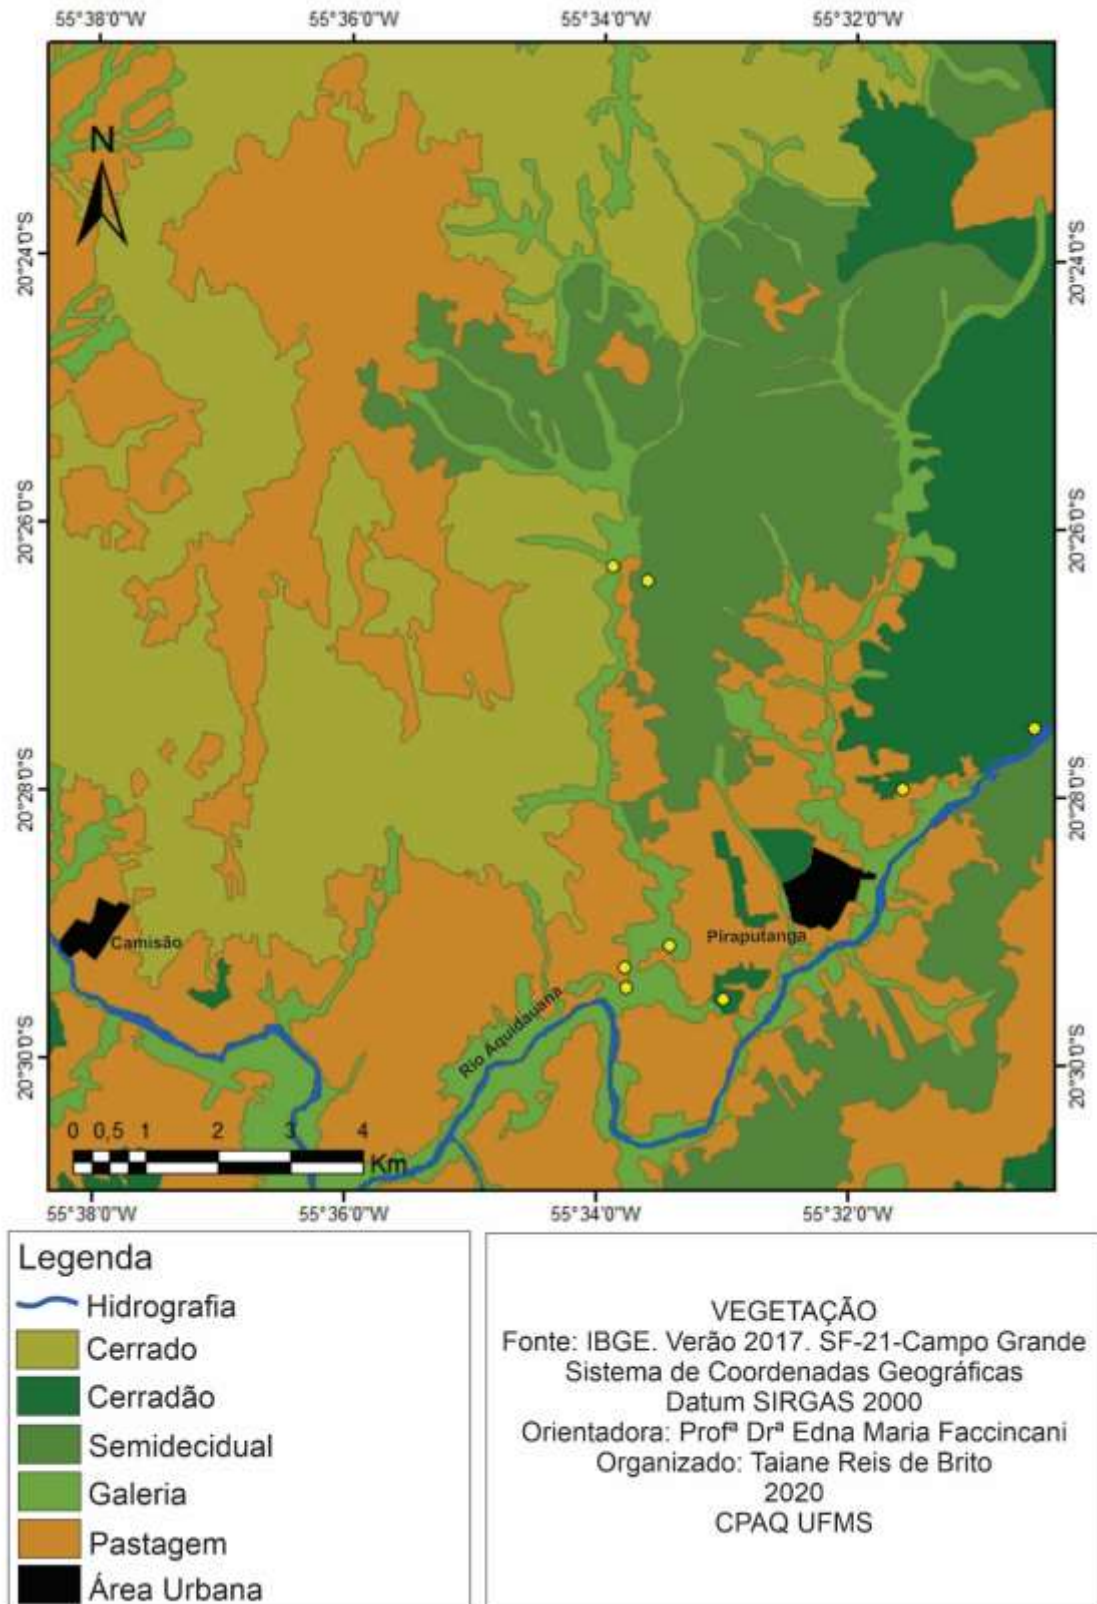 55°38'0"W 55°36'0"W 55°34'0"W 55°32'0"W
N
20°24'0"S
20°24'0"S
20°26'0"S
20°26'0"S
20°28'0"S
20°28'0"S
Camisão
Piraputanga
Rio Aquidauana
20°30'0"S
20°30'0"S
0 0,5 1 2 3 4
Km
55°38'0"W 55°36'0"W 55°34'0"W 55°32'0"W
Legenda
Hidrografia
Cerrado
Cerradão
Semidecidual
Galeria
Pastagem
Área Urbana
VEGETAÇÃO
Fonte: IBGE. Verão 2017. SF-21-Campo Grande
Sistema de Coordenadas Geográficas
Datum SIRGAS 2000
Orientadora: Profª Drª Edna Maria Faccincani
Organizado: Taiane Reis de Brito
2020
CPAQ UFMS